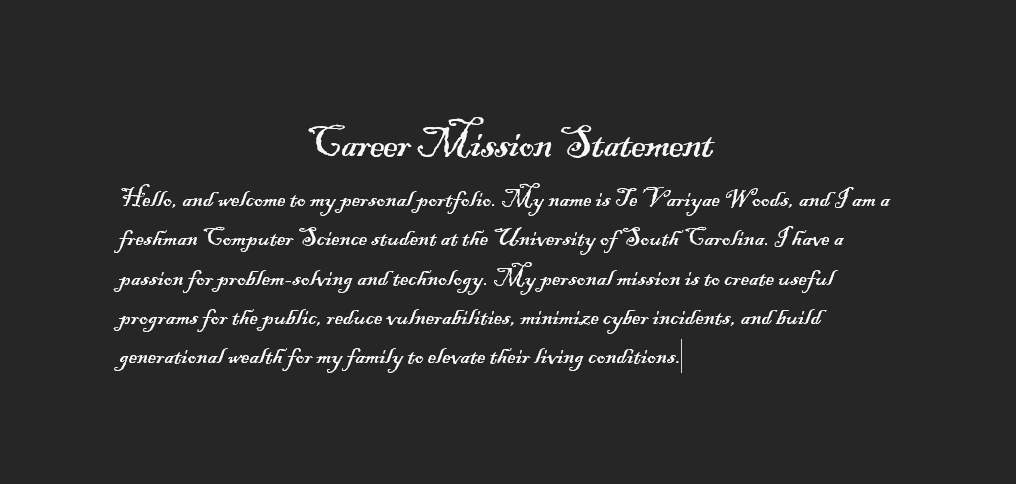 Career Mission Statement
Hello, and welcome to my personal portfolio. My name is Te'Variyae Woods, and I am a
freshman Computer Science student at the University of South Carolina. I have a
passion for problem-solving and technology. My personal mission is to create useful
programs for the public, reduce vulnerabilities, minimize cyber incidents, and build
generational wealth for my family to elevate their living conditions.